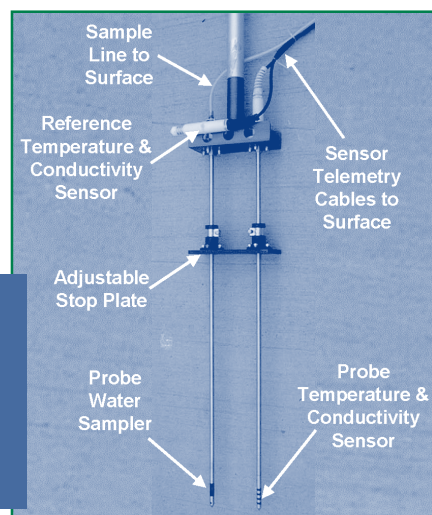 Sample
Line to
Surface
Reference
Temperature &
Conductivity
Sensor
Sensor
Telemetry
Cables to
Surface
Adjustable
Stop Plate
Probe
Water
Sampler
Probe
Temperature &
Conductivity
Sensor